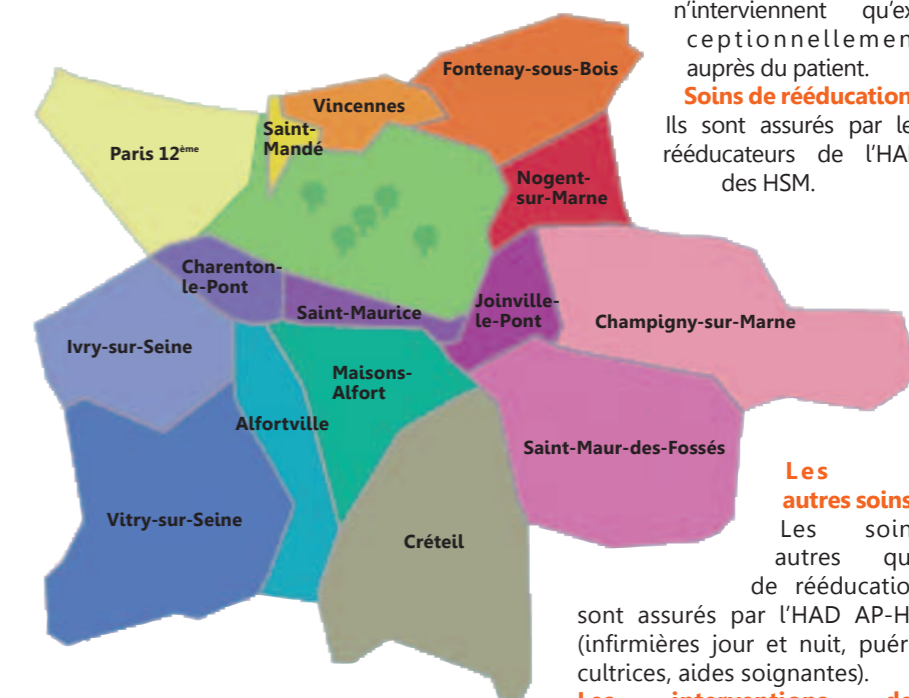 n'interviennent qu'ex
ceptionnellemen
auprès du patient.
Soins de rééducation
Ils sont assurés par le
rééducateurs de l'HA
des HSM.
Fontenay-sous-Bois
Vincennes
Saint-
Mandé
Paris 12ème
Nogent-
sur-Marne
Charenton-
le-Pont
Saint-Maurice
Joinville-
le-Pont
Champigny-sur-Marne
Ivry-sur-Seine
Maisons-
Alfort
Alfortville
Saint-Maur-des-Fossés
Vitry-sur-Seine
Créteil
Les
autres soins
Les soin
autres qu
de rééducatio
sont assurés par l'HAD AP-H
(infirmières jour et nuit, puér
cultrices, aides soignantes).
Les interventions de